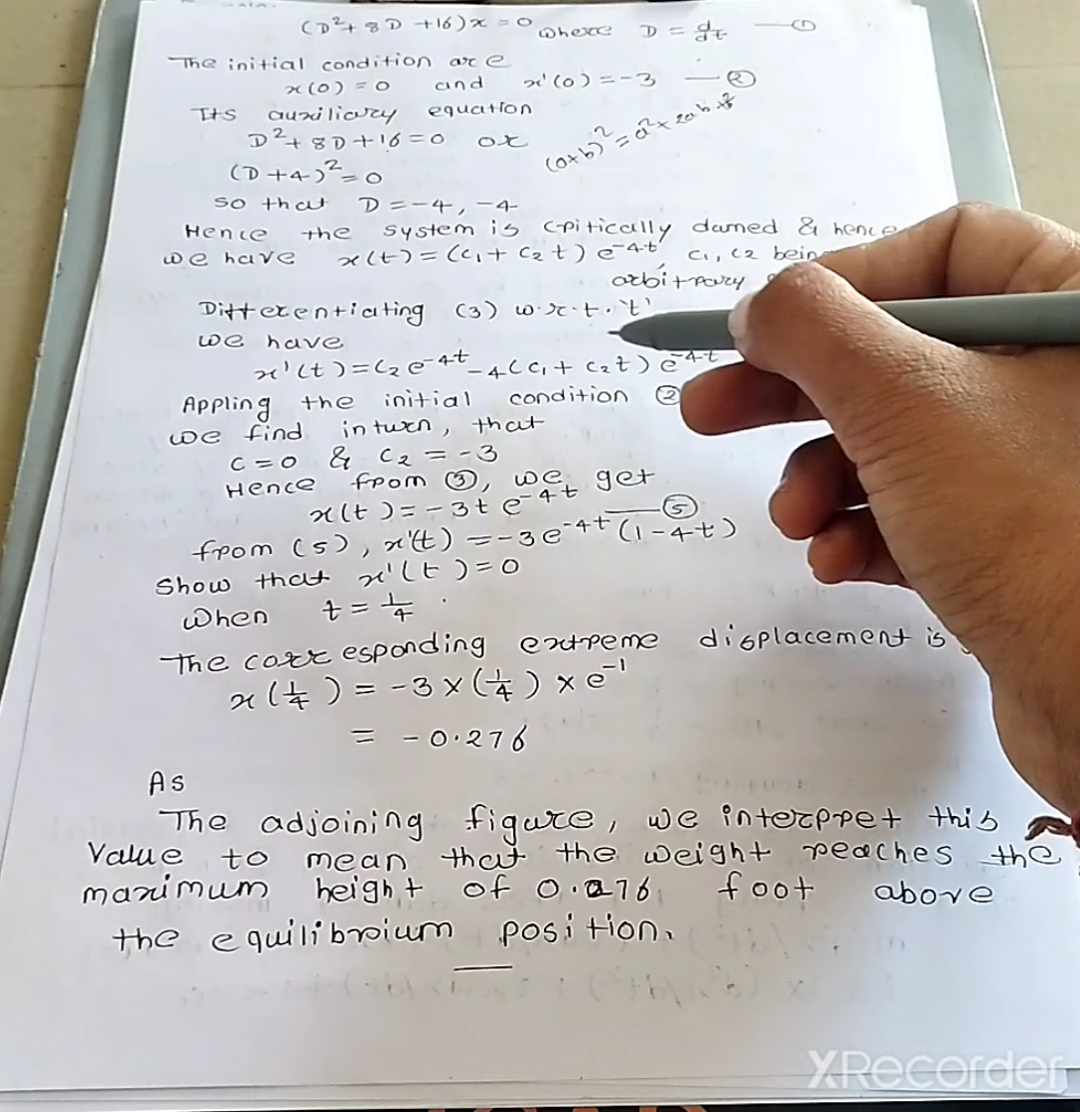 (D²+ 8D +16)x = 0 where D = d/dt —①
The initial condition are
x(0) = 0 and x'(0) = -3 —②
Its auxiliary equation
D²+ 8D+16 = 0 or
(a+b)² = a² × 2ab ×
(D+4)² = 0
so that D = -4, -4
Hence the system is cpitically damed & hence
we have x(t) = (c₁ + c₂ t) e⁻⁴ᵗ c₁, c₂ being
arbitrary
Differentiating (3) w.r.t. 't'
we have
x'(t) = c₂ e⁻⁴ᵗ - 4(c₁ + c₂t) e⁻⁴ᵗ
Appling the initial condition ②
we find in turn, that
c = 0 & c₂ = -3
Hence from ③, we get
x(t) = -3t e⁻⁴ᵗ —⑤
from (5), x'(t) = -3e⁻⁴ᵗ (1-4t)
Show that x'(t) = 0
When t = 1/4 .
The corresponding extreme displacement is
x(1/4) = -3 × (1/4) × e⁻¹
= -0.276
As
The adjoining figure, we interppet this
Value to mean that the weight reaches the
maximum height of 0.276 foot above
the equilibrium position.
XRecorder